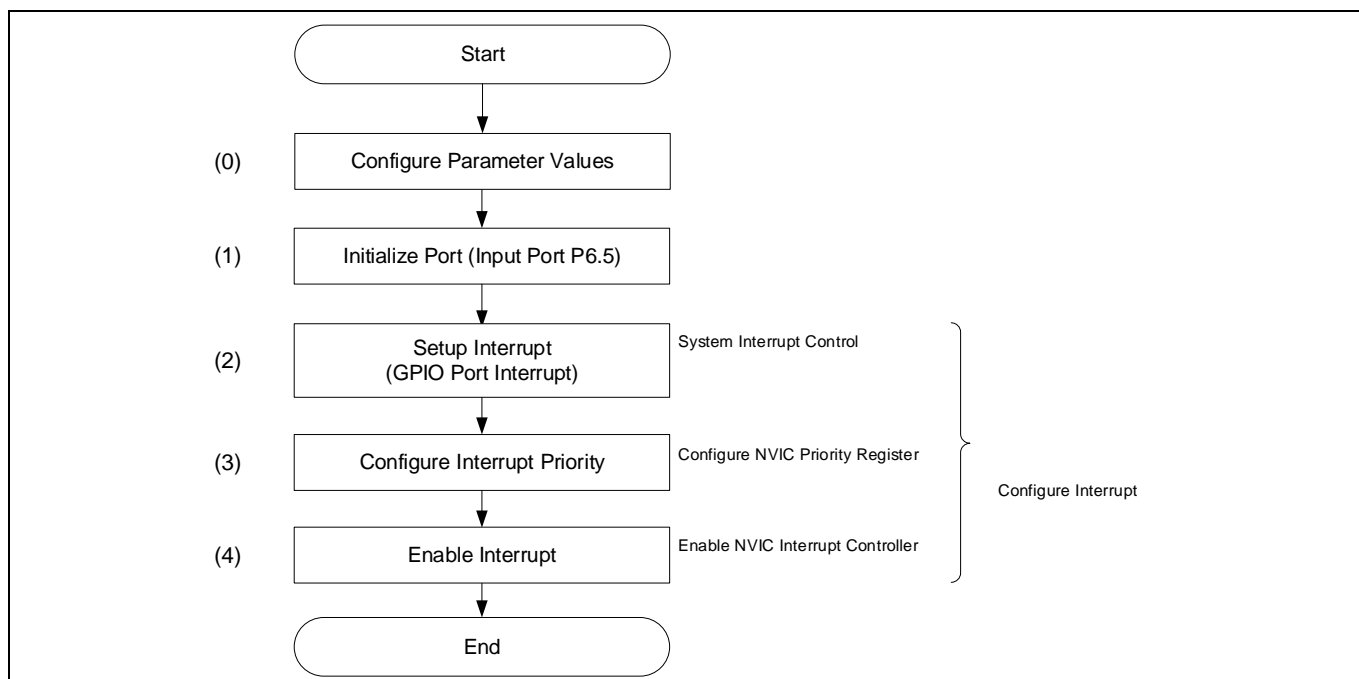 Start
(0)
Configure Parameter Values
(1)
Initialize Port (Input Port P6.5)
(2)
Setup Interrupt
(GPIO Port Interrupt)
System Interrupt Control
(3)
Configure Interrupt Priority
Configure NVIC Priority Register
Configure Interrupt
(4)
Enable Interrupt
Enable NVIC Interrupt Controller
End